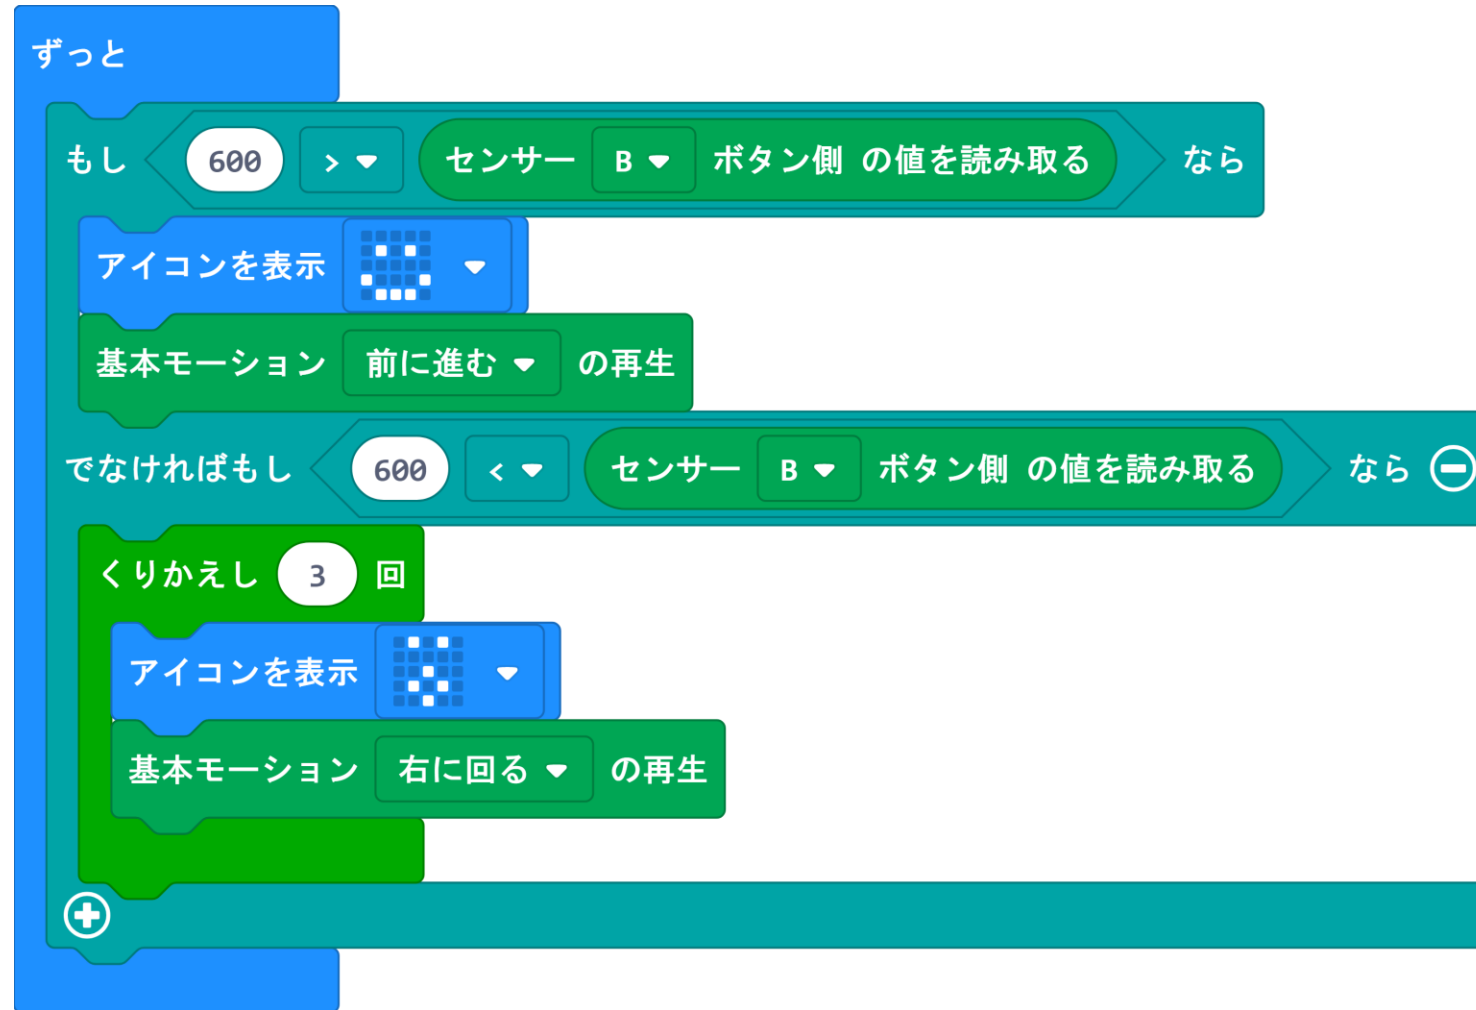 ずっと
もし 600 > センサー B ボタン側 の値を読み取る なら
アイコンを表示
基本モーション 前に進む の再生
でなければもし 600 < センサー B ボタン側 の値を読み取る なら
くりかえし 3 回
アイコンを表示
基本モーション 右に回る の再生